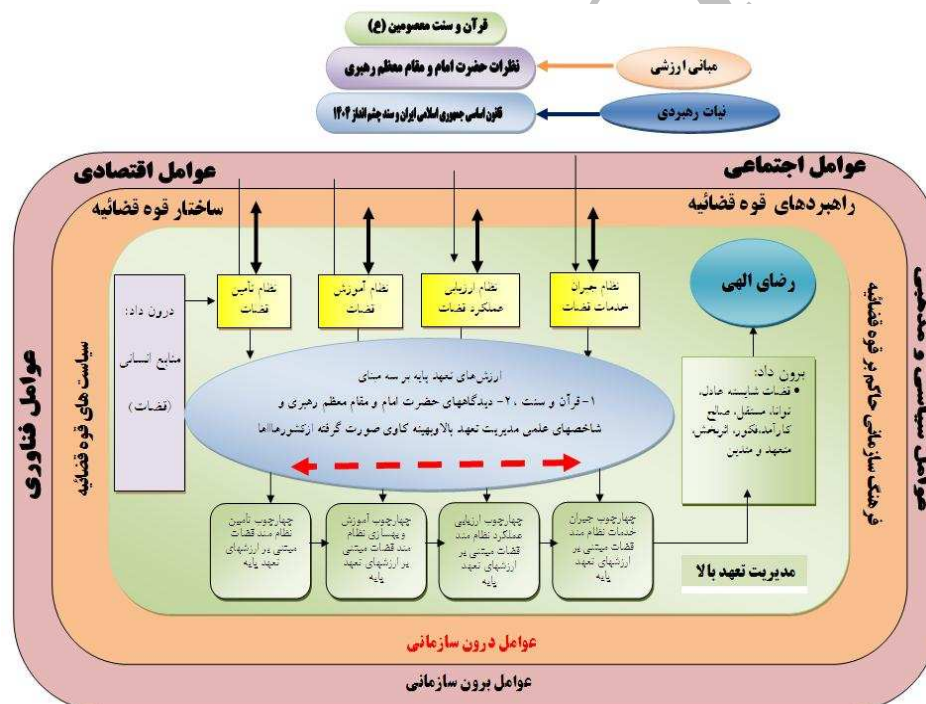 قرآن و سنت معصومین (ع)
مبانی ارزشی
نظرات حضرت امام و مقام معظم رهبری
نیات رهبردی
قانون اساسی جمهوری اسلامی ایران و سند چشم انداز ۱۴۰۴
عوامل اجتماعی
عوامل اقتصادی
راهبردهای قوه قضائیه
ساختار قوه قضائیه
عوامل سیاسی و مذهبی
فرهنگ سازمانی حاکم بر قوه قضائیه
رضای الهی
نظام جبران
خدمات قضات
نظام ارزیابی
عملکرد قضات
نظام آموزش
قضات
نظام تأمین
قضات
درون داد:
منابع انسانی
(قضات)
سیاست های قوه قضائیه
عوامل فناوری
برون داد:
• قضات شایسته عادل،
توانا، مستقل، صالح
کارآمد،فکور، اثربخش،
متعهد و متدین
ارزش های تعهد پایه بر سه مبنای
۱-قرآن و سنت ،۲- دیدگاههای حضرت امام و مقام معظم رهبری و
شاخصهای علمی مدیریت تعهد بالاوبهینه کاوی صورت گرفته ازکشورهااها
چهارچوب جبران
خدمات نظام مند
قضات مبتنی بر
ارزشهای تعهد
پایه
چهارچوب ارزیابی
عملکرد نظام مند
قضات مبتنی بر
ارزشهای تعهد
پایه
چهارچوب آموزش
وبهسازی نظام
مند قضات مبتنی
بر ارزشهای تعهد
پایه
چهارچوب تأمین
نظام مند قضات
مبتنی بر ارزشهای
تعهد پایه
مدیریت تعهد بالا
عوامل درون سازمانی
عوامل برون سازمانی